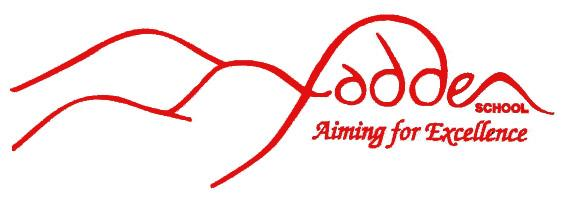 Fadden
SCHOOL
Aiming for Excellence